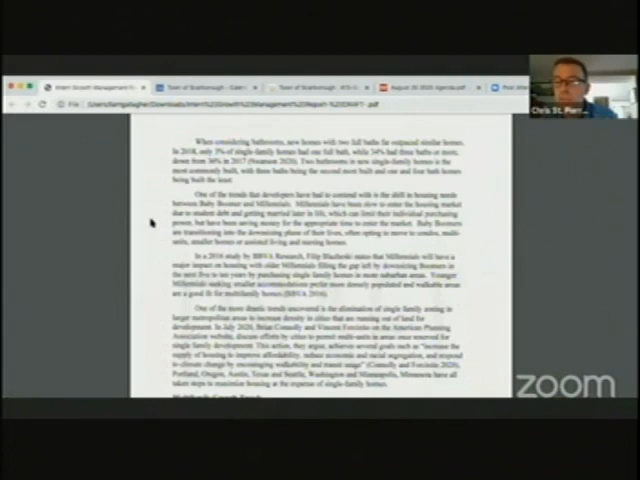 Town of Scarborough
August 20 2020 Agenda.pdf
File
Chris St. Pierr...
When considering bathrooms, new homes with two full baths far outpaced similar homes.
In 2018, only 3% of single-family homes had one full bath, while 34% had three baths or more,
down from 36% in 2017 (Swanson 2020). Two bathrooms in new single-family homes is the
most commonly built, with three baths being the second most built and one and four bath homes
being built the least.
One of the trends that developers have had to contend with is the shift in housing needs
between Baby Boomer and Millennials. Millennials have been slow to enter the housing market
due to student debt and getting married later in life, which can limit their individual purchasing
power, but have been saving money for the appropriate time to enter the market. Baby Boomers
are transitioning into the downsizing phase of their lives, often opting to move to condos, multi-
units, smaller homes or assisted living and nursing homes.
In a 2016 study by BBVA Research, Filip Blazheski states that Millennials will have a
major impact on housing with older Millennials filling the gap left by downsizing Boomers in
the next five to ten years by purchasing single family homes in more suburban areas. Younger
Millennials seeking smaller accommodations prefer more densely populated and walkable areas
are a good fit for multifamily homes (BBVA 2016).
One of the more drastic trends uncovered is the elimination of single family zoning in
larger metropolitan areas to increase density in cities that are running out of land for
development. In July 2020, Brian Connolly and Vincent Forcinito on the American Planning
Association website, discuss efforts by cities to permit multi-units in areas once reserved for
single family development. This action, they argue, achieves several goals such as "increase the
supply of housing to improve affordability, reduce economic and racial segregation, and respond
to climate change by encouraging walkability and transit usage" (Connolly and Forcinito 2020).
Portland, Oregon, Austin, Texas and Seattle, Washington and Minneapolis, Minnesota have all
taken steps to maximize housing at the expense of single-family homes.
zoom